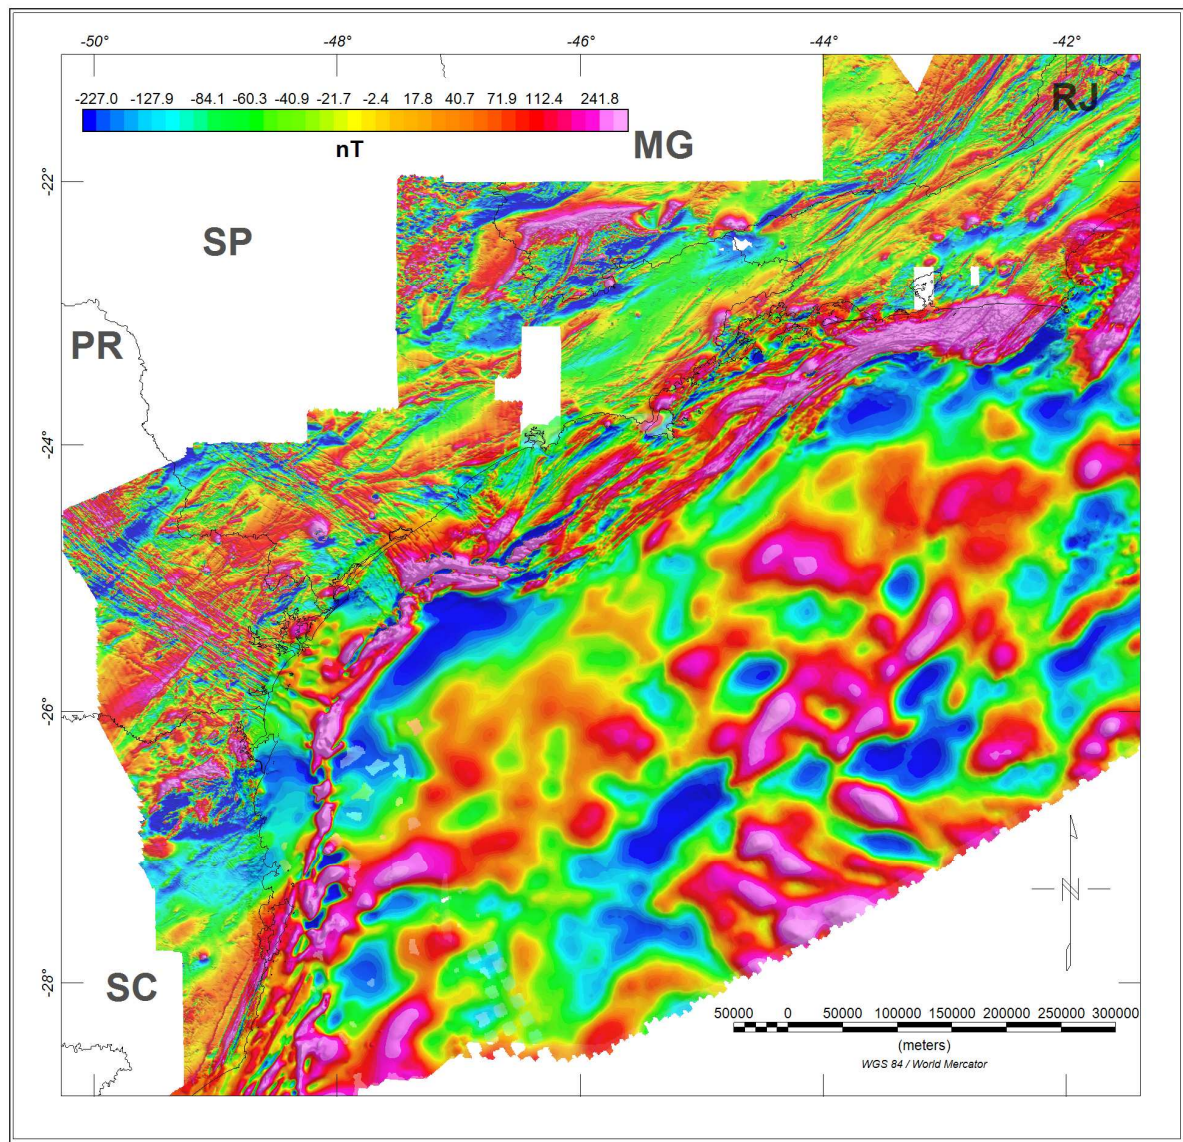 -50° -48° -46° -44° -42°
-227.0 -127.9 -84.1 -60.3 -40.9 -21.7 -2.4 17.8 40.7 71.9 112.4 241.8
nT
RJ
MG
-22°
SP
PR
-24°
-26°
N
SC
-28°
50000 0 50000 100000 150000 200000 250000 300000
(meters)
WGS 84 / World Mercator